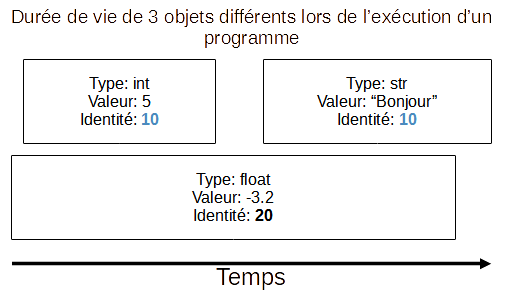 Durée de vie de 3 objets différents lors de l’exécution d’un
programme
Type: int
Valeur: 5
Identité: 10
Type: str
Valeur: “Bonjour”
Identité: 10
Type: float
Valeur: -3.2
Identité: 20
Temps